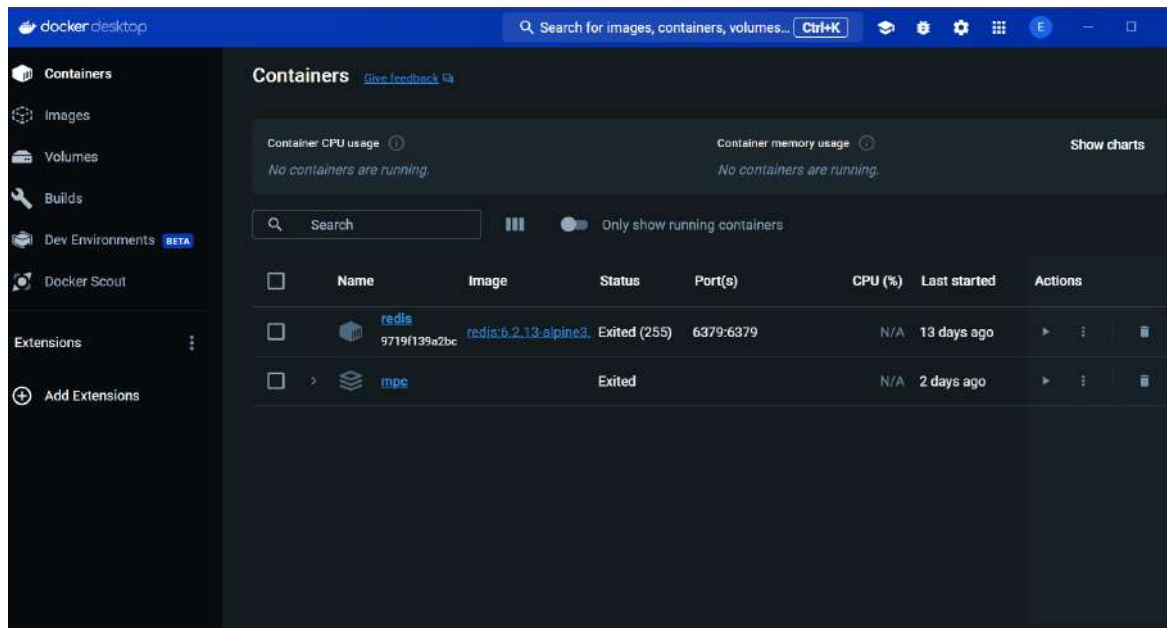 docker desktop
Search for images, containers, volumes... Ctrl+K
E
Containers
Images
Volumes
Builds
Dev Environments BETA
Docker Scout
Extensions
Add Extensions
Containers Give feedback
Container CPU usage
No containers are running.
Container memory usage
No containers are running.
Show charts
Search
Only show running containers
Name Image Status Port(s) CPU (%) Last started Actions
redis
9719f139a2bc
redis:6.2.13-alpine3. Exited (255) 6379:6379 N/A 13 days ago
mpc Exited N/A 2 days ago